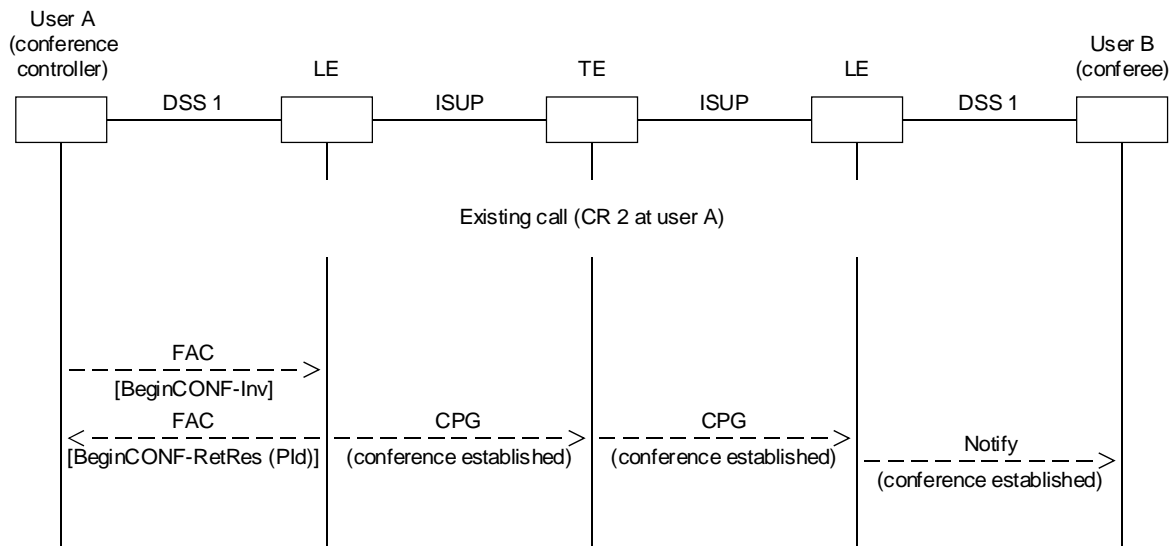 User A
(conference
controller)
LE
TE
LE
User B
(conferee)
DSS 1
ISUP
ISUP
DSS 1
Existing call (CR 2 at user A)
FAC
[BeginCONF-Inv]
FAC
[BeginCONF-RetRes (PId)]
CPG
(conference established)
CPG
(conference established)
Notify
(conference established)